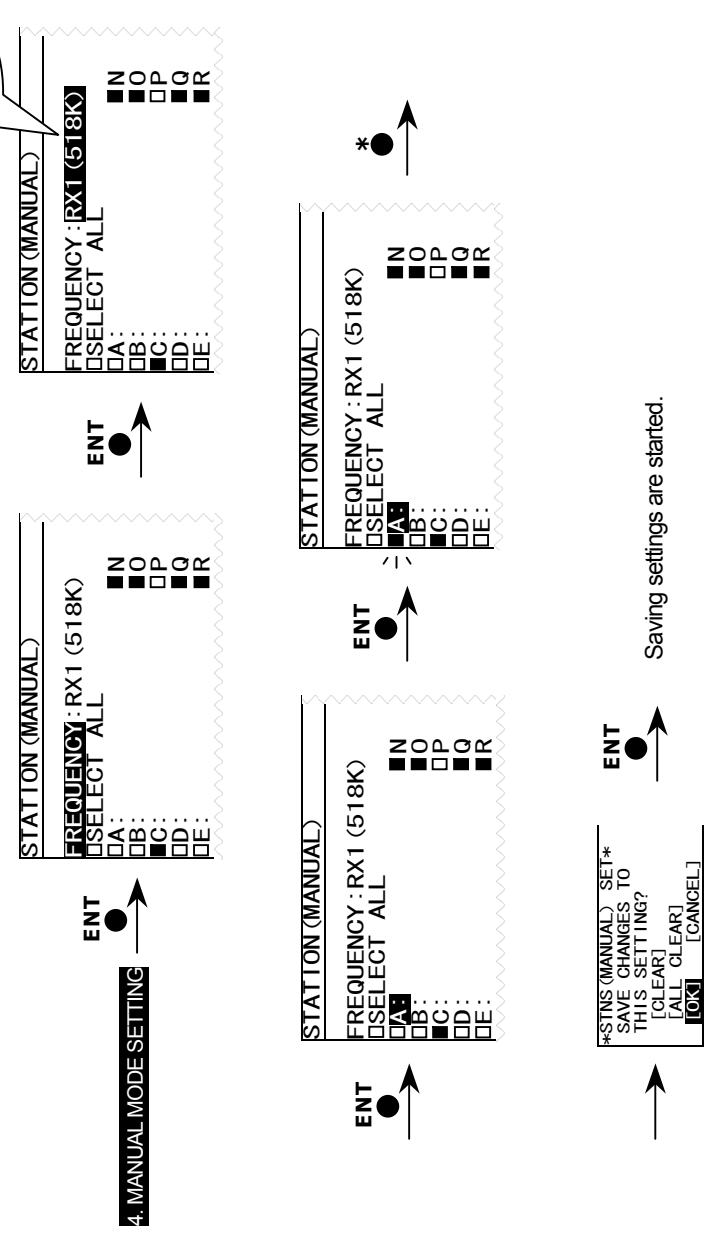 4. MANUAL MODE SETTING
ENT
STATION (MANUAL)
FREQUENCY:RX1 (518K)
□SELECT ALL
□A: ■N
□B: ■O
■C: □P
□D: ■Q
□E: ■R
ENT
STATION (MANUAL)
FREQUENCY:RX1 (518K)
□SELECT ALL
□A: ■N
□B: ■O
■C: □P
□D: ■Q
□E: ■R
ENT
STATION (MANUAL)
FREQUENCY:RX1 (518K)
□SELECT ALL
□A: ■N
□B: ■O
■C: □P
□D: ■Q
□E: ■R
ENT
STATION (MANUAL)
FREQUENCY:RX1 (518K)
□SELECT ALL
■A: ■N
□B: ■O
■C: □P
□D: ■Q
□E: ■R
*
*STNS (MANUAL) SET*
SAVE CHANGES TO
THIS SETTING?
[CLEAR]
[ALL CLEAR]
[OK] [CANCEL]
ENT
Saving settings are started.